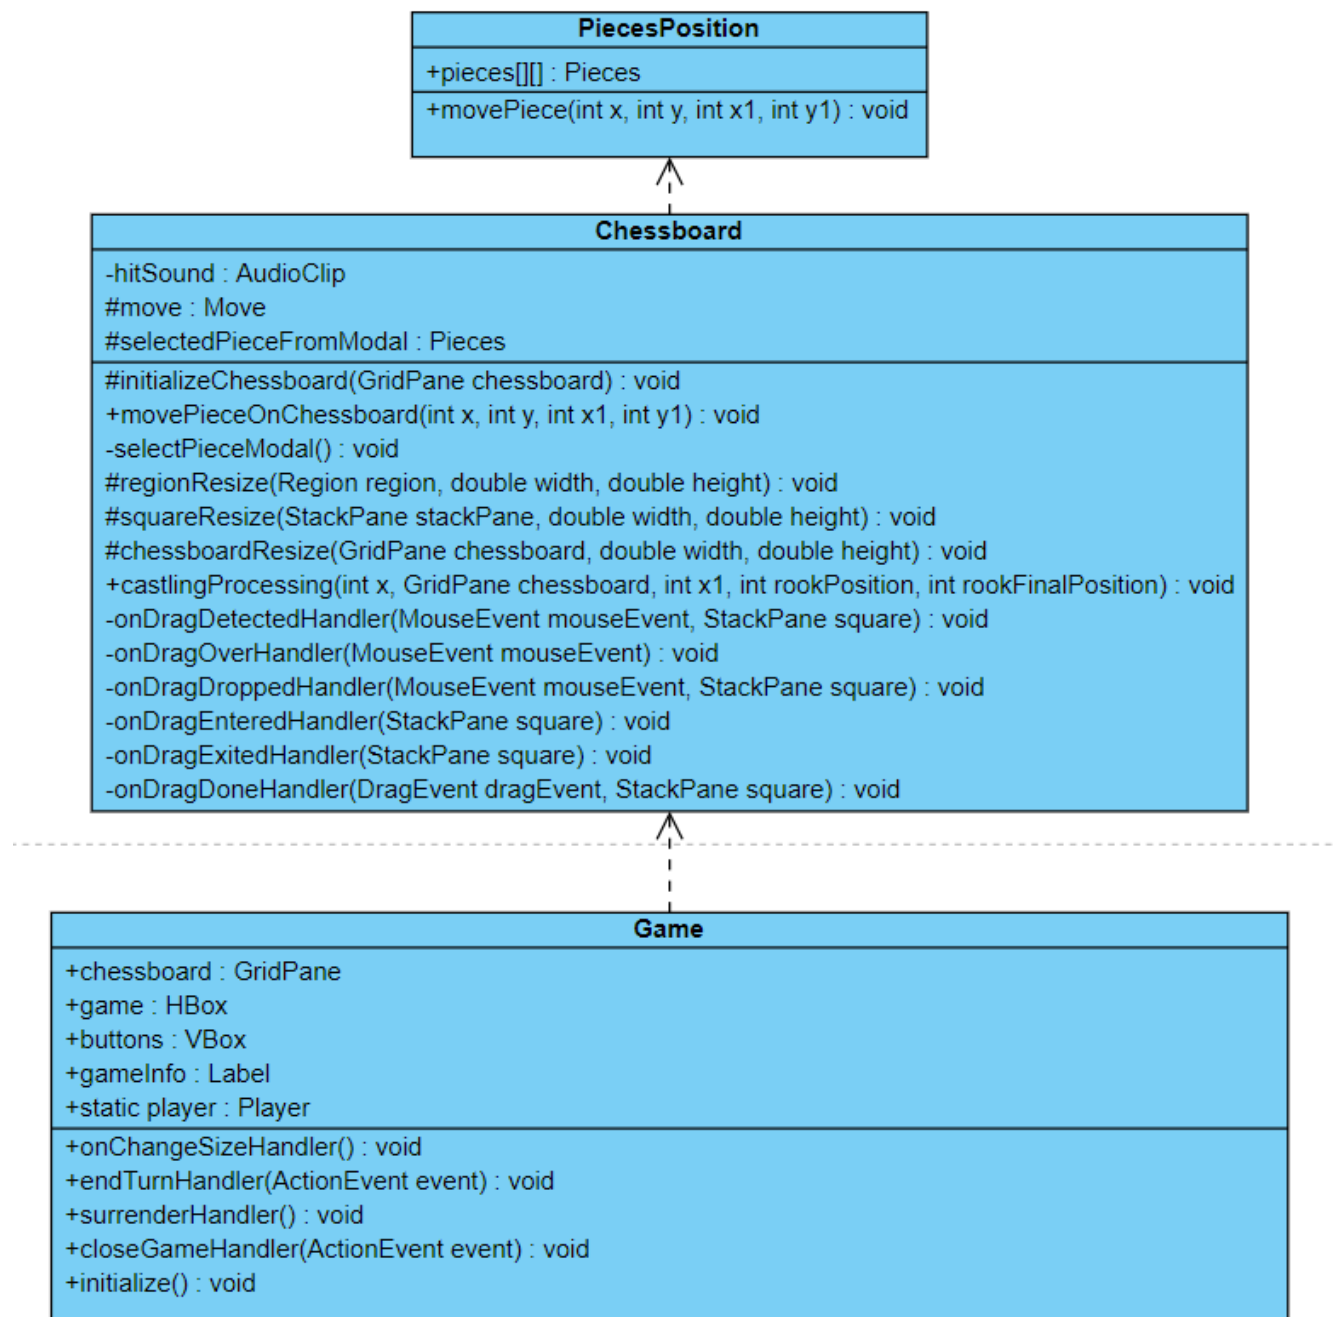 PiecesPosition
+pieces[][] : Pieces
+movePiece(int x, int y, int x1, int y1) : void
Chessboard
-hitSound : AudioClip
#move : Move
#selectedPieceFromModal : Pieces
#initializeChessboard(GridPane chessboard) : void
+movePieceOnChessboard(int x, int y, int x1, int y1) : void
-selectPieceModal() : void
#regionResize(Region region, double width, double height) : void
#squareResize(StackPane stackPane, double width, double height) : void
#chessboardResize(GridPane chessboard, double width, double height) : void
+castlingProcessing(int x, GridPane chessboard, int x1, int rookPosition, int rookFinalPosition) : void
-onDragDetectedHandler(MouseEvent mouseEvent, StackPane square) : void
-onDragOverHandler(MouseEvent mouseEvent) : void
-onDragDroppedHandler(MouseEvent mouseEvent, StackPane square) : void
-onDragEnteredHandler(StackPane square) : void
-onDragExitedHandler(StackPane square) : void
-onDragDoneHandler(DragEvent dragEvent, StackPane square) : void
Game
+chessboard : GridPane
+game : HBox
+buttons : VBox
+gameInfo : Label
+static player : Player
+onChangeSizeHandler() : void
+endTurnHandler(ActionEvent event) : void
+surrenderHandler() : void
+closeGameHandler(ActionEvent event) : void
+initialize() : void